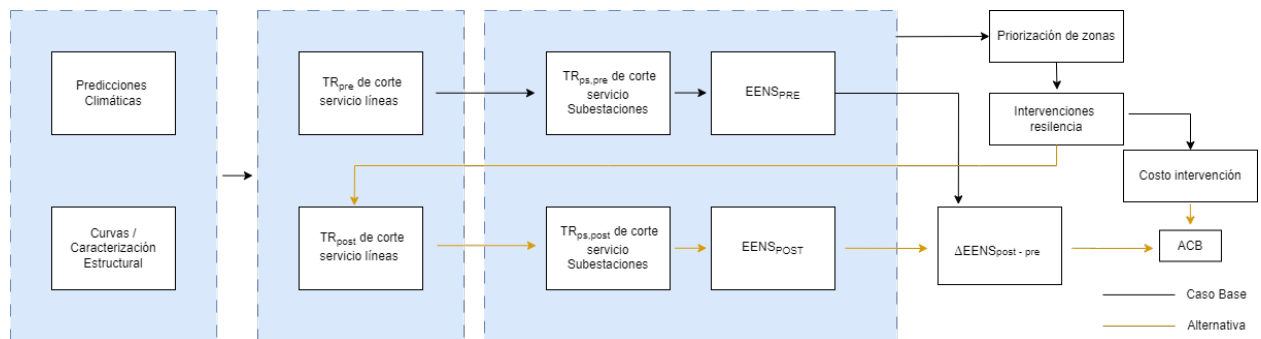 Predicciones
Climáticas
Curvas /
Caracterización
Estructural
TRpre de corte
servicio líneas
TRpost de corte
servicio líneas
TRps,pre de corte
servicio
Subestaciones
EENSPRE
TRps,post de corte
servicio
Subestaciones
EENSPOST
Priorización de zonas
Intervenciones
resilencia
Costo intervención
ΔEENSpost - pre
ACB
Caso Base
Alternativa